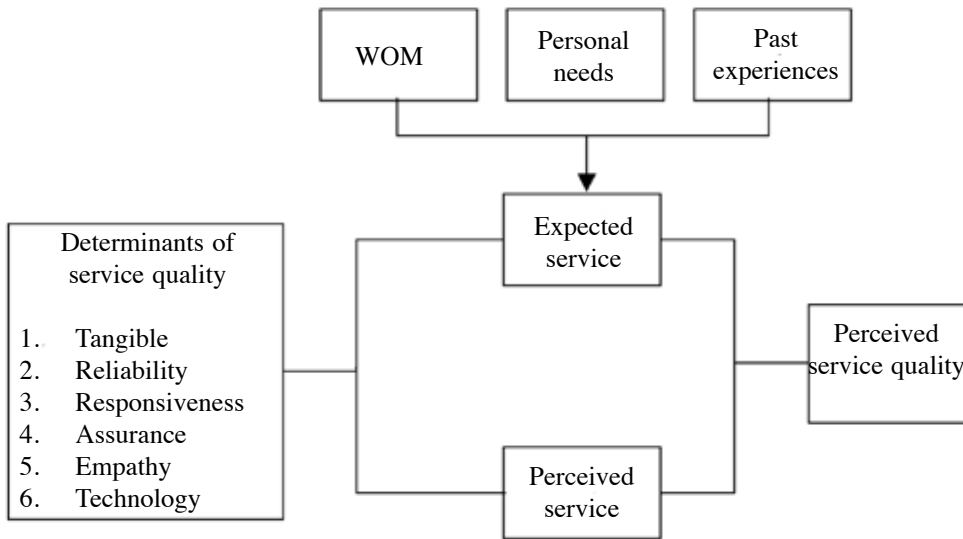 WOM
Personal
needs
Past
experiences
Expected
service
Determinants of
service quality
1. Tangible
2. Reliability
3. Responsiveness
4. Assurance
5. Empathy
6. Technology
Perceived
service quality
Perceived
service